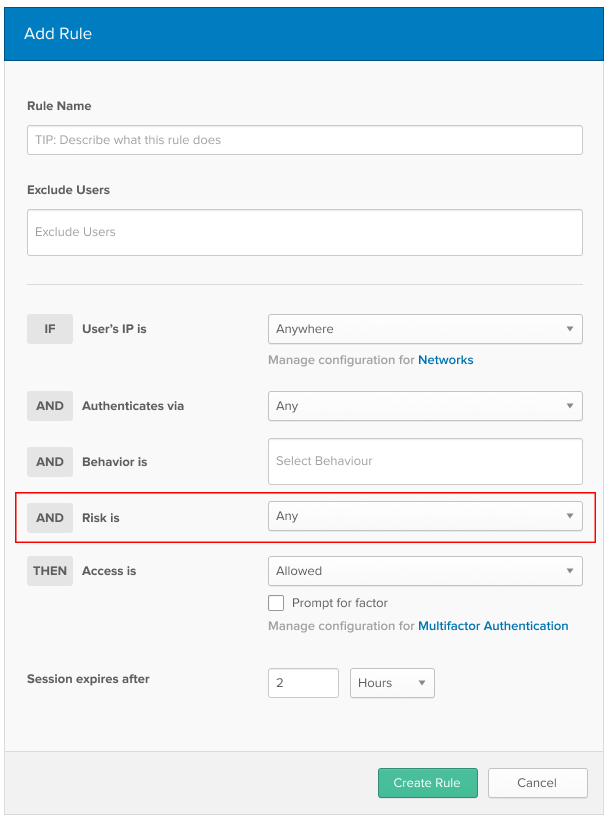 Add Rule
Rule Name
TIP: Describe what this rule does
Exclude Users
Exclude Users
IF User's IP is Anywhere
Manage configuration for Networks
AND Authenticates via Any
AND Behavior is Select Behaviour
AND Risk is Any
THEN Access is Allowed
Prompt for factor
Manage configuration for Multifactor Authentication
Session expires after 2 Hours
Create Rule Cancel